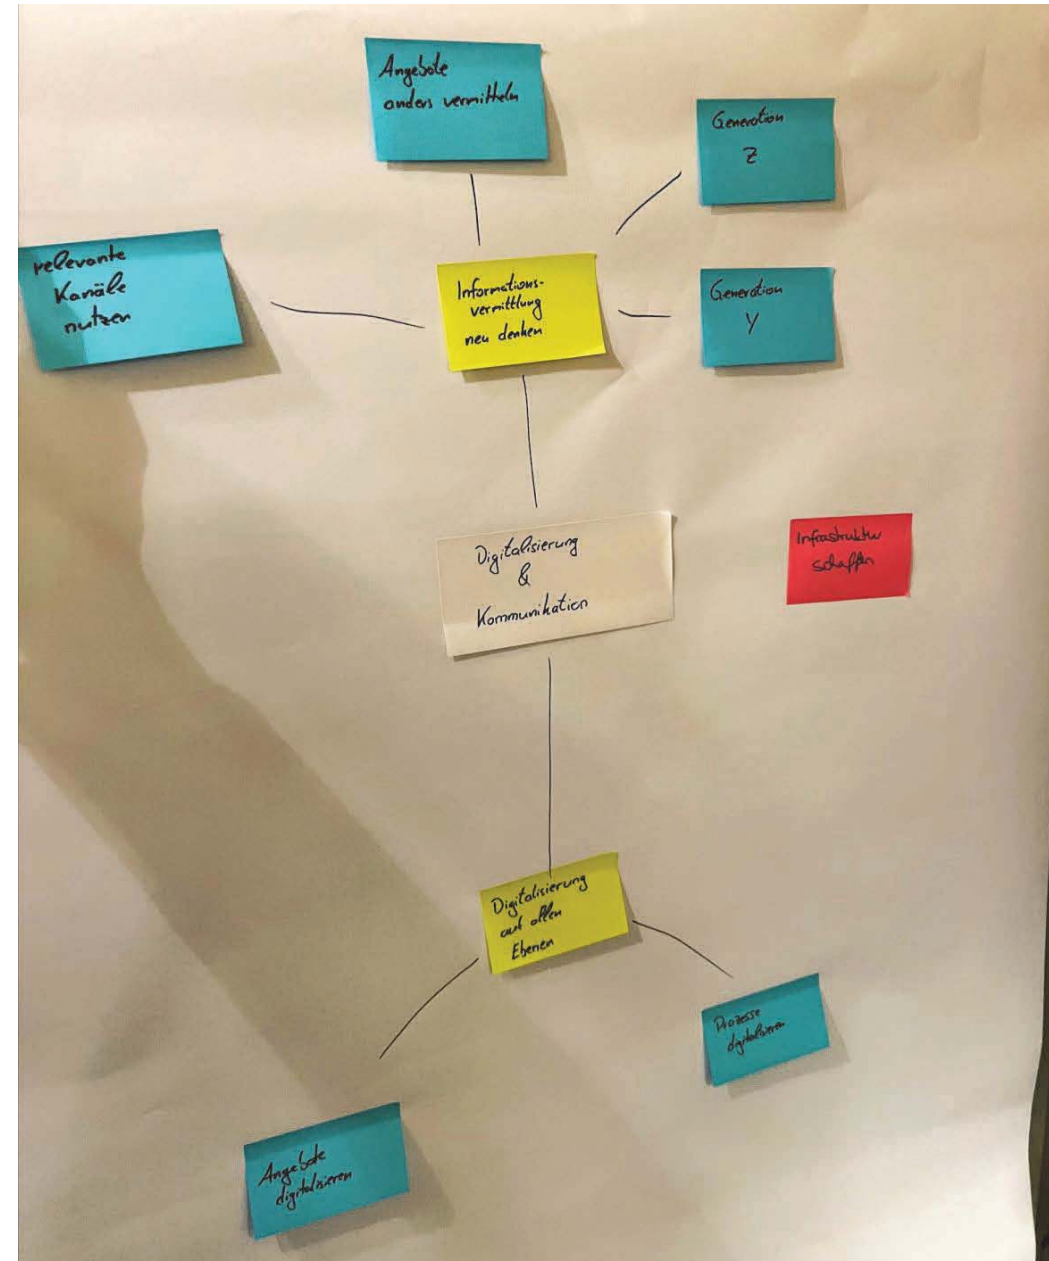 Angebote
anders vermitteln
Generation
Z
relevante
Kanäle
nutzen
Informations-
vermittlung
neu denken
Generation
Y
Digitalisierung
&
Kommunikation
Infrastruktur
schaffen
Digitalisierung
auf allen
Ebenen
Prozesse
digitalisieren
Angebote
digitalisieren